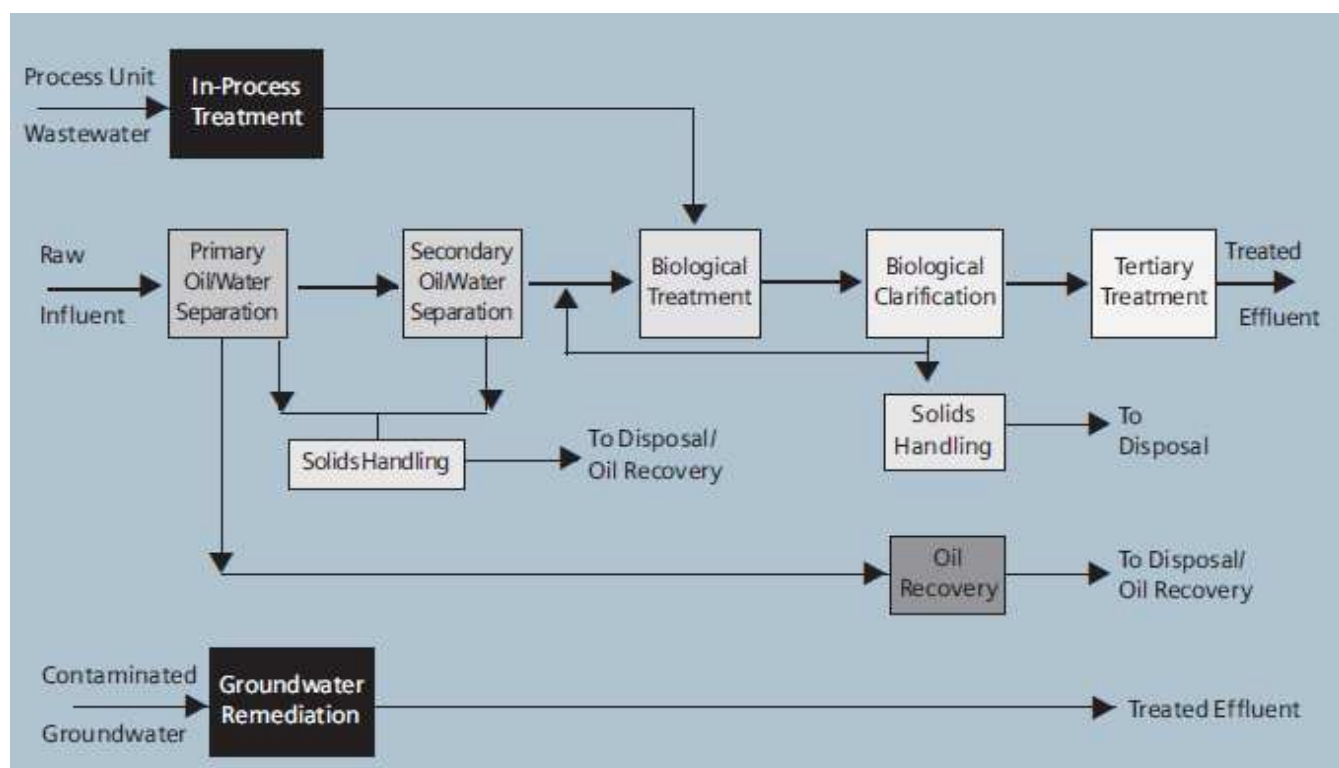 Process Unit
Wastewater
In-Process
Treatment
Raw
Influent
Primary
Oil/Water
Separation
Secondary
Oil/Water
Separation
Biological
Treatment
Biological
Clarification
Tertiary
Treatment
Treated
Effluent
Solids Handling
To Disposal/
Oil Recovery
Solids
Handling
To
Disposal
Oil
Recovery
To Disposal/
Oil Recovery
Contaminated
Groundwater
Groundwater
Remediation
Treated Effluent